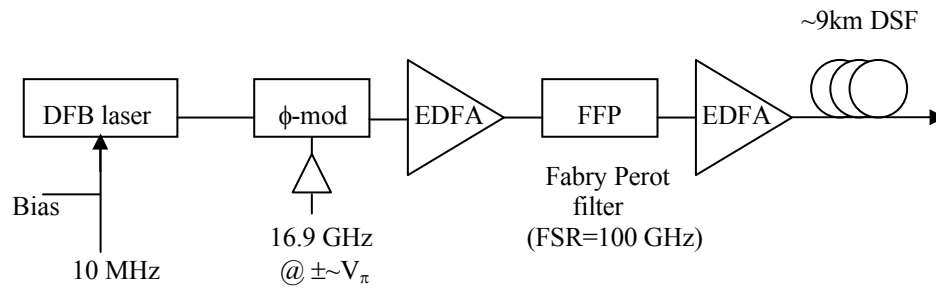 ~9km DSF
DFB laser
ϕ-mod
EDFA
FFP
EDFA
Bias
10 MHz
16.9 GHz
@ ±~Vπ
Fabry Perot
filter
(FSR=100 GHz)